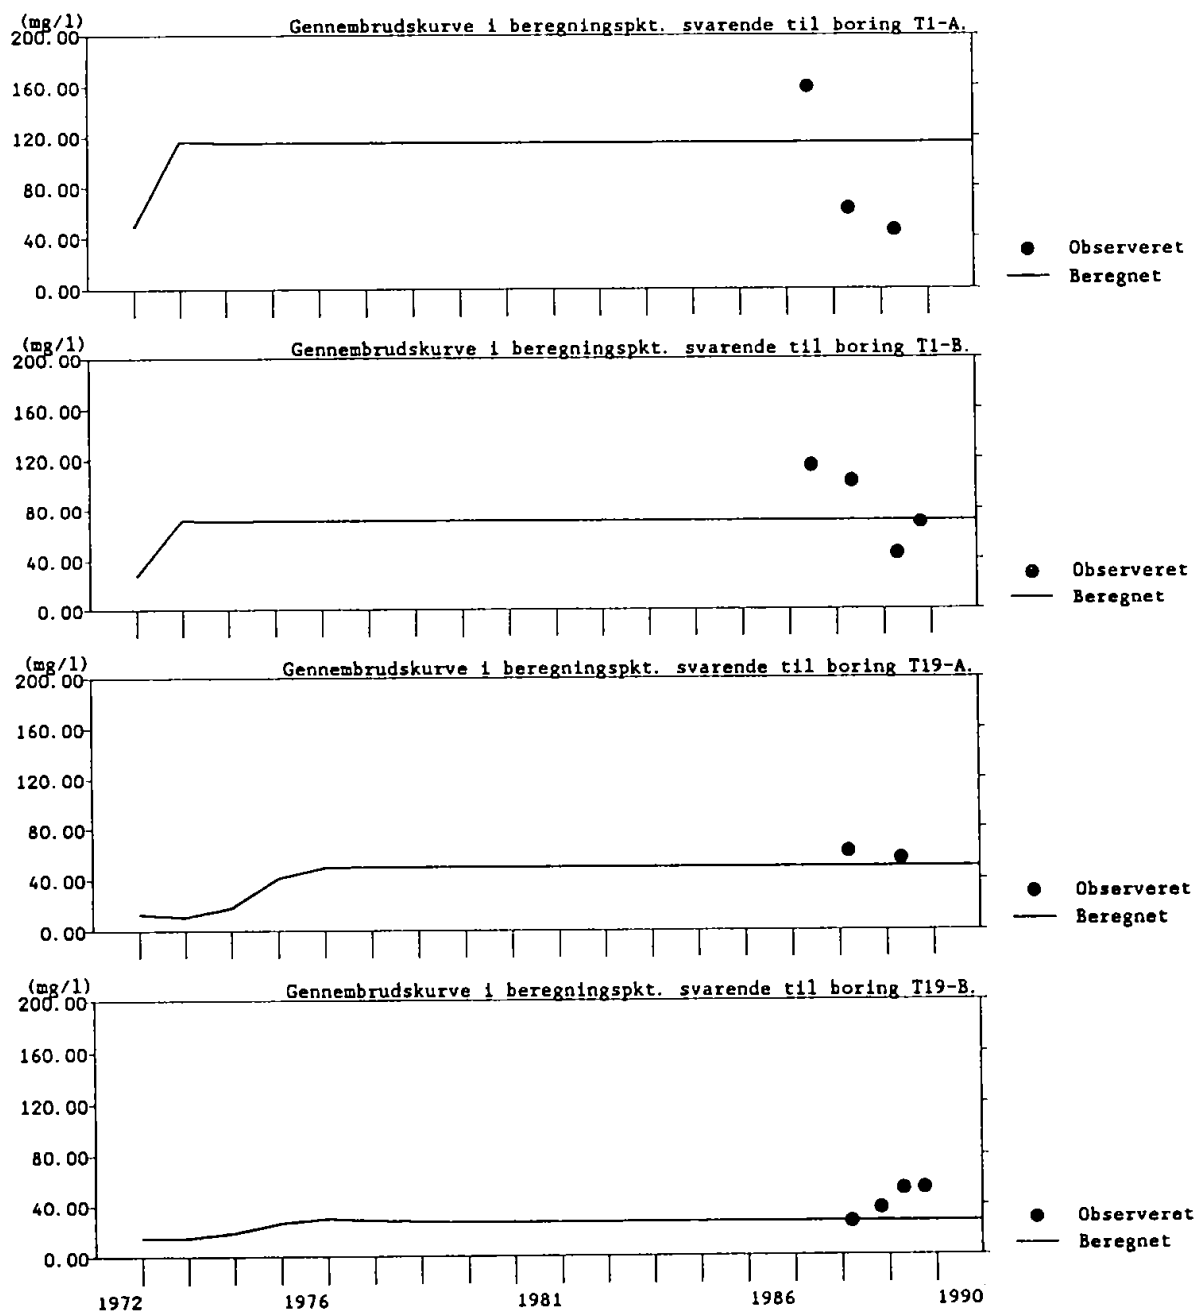 (mg/l)
Gennembrudskurve i beregningspkt. svarende til boring T1-A.
200.00
160.00
120.00
80.00
40.00
0.00
Observeret
Beregnet
(mg/l)
Gennembrudskurve i beregningspkt. svarende til boring T1-B.
200.00
160.00
120.00
80.00
40.00
0.00
Observeret
Beregnet
(mg/l)
Gennembrudskurve i beregningspkt. svarende til boring T19-A.
200.00
160.00
120.00
80.00
40.00
0.00
Observeret
Beregnet
(mg/l)
Gennembrudskurve i beregningspkt. svarende til boring T19-B.
200.00
160.00
120.00
80.00
40.00
0.00
Observeret
Beregnet
1972 1976 1981 1986 1990